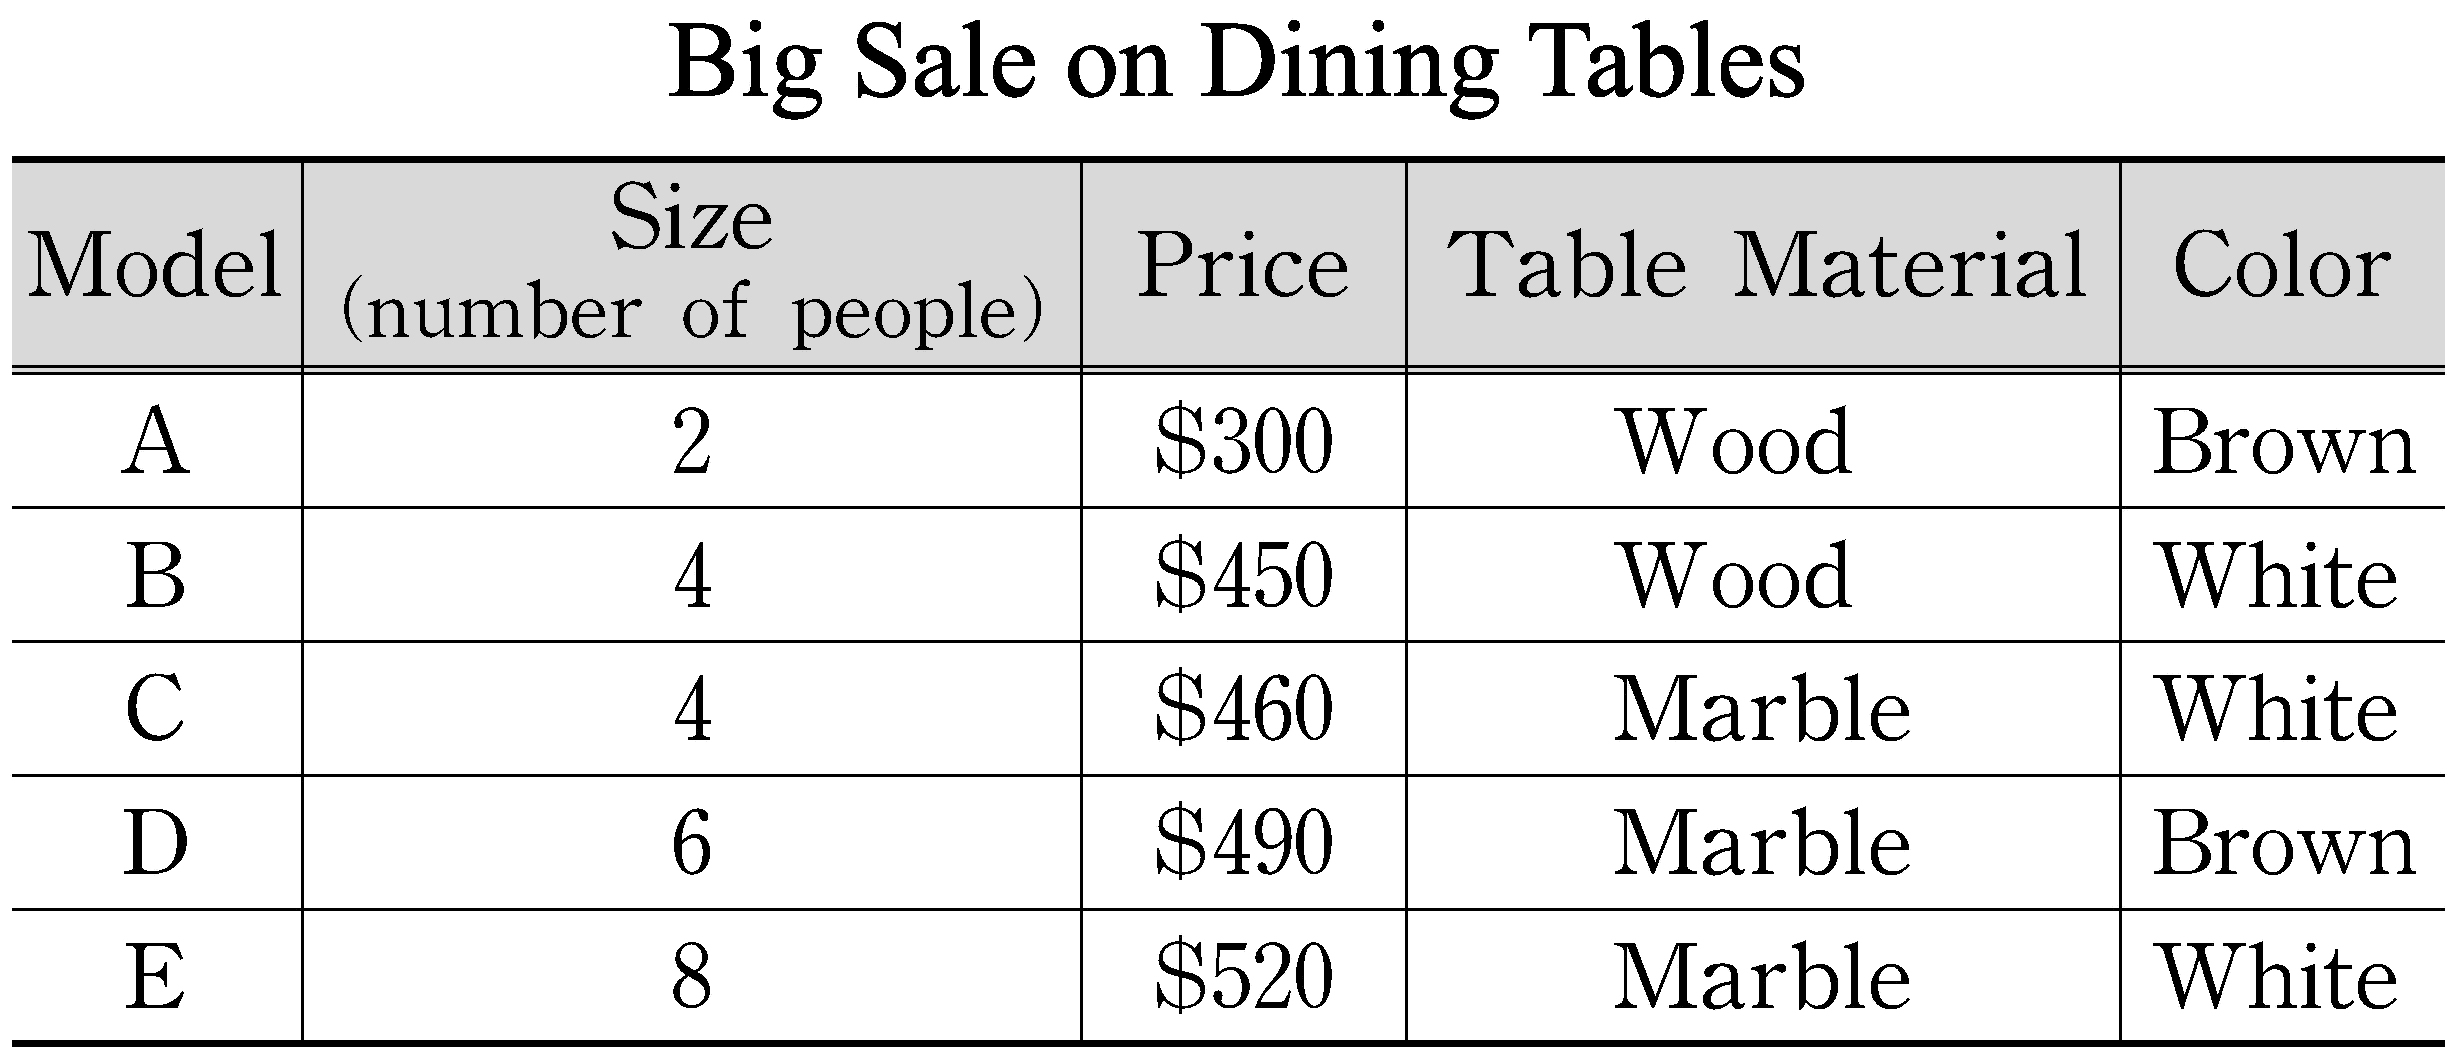 Big Sale on Dining Tables
Model Size (number of people) Price Table Material Color
A 2 $300 Wood Brown
B 4 $450 Wood White
C 4 $460 Marble White
D 6 $490 Marble Brown
E 8 $520 Marble White